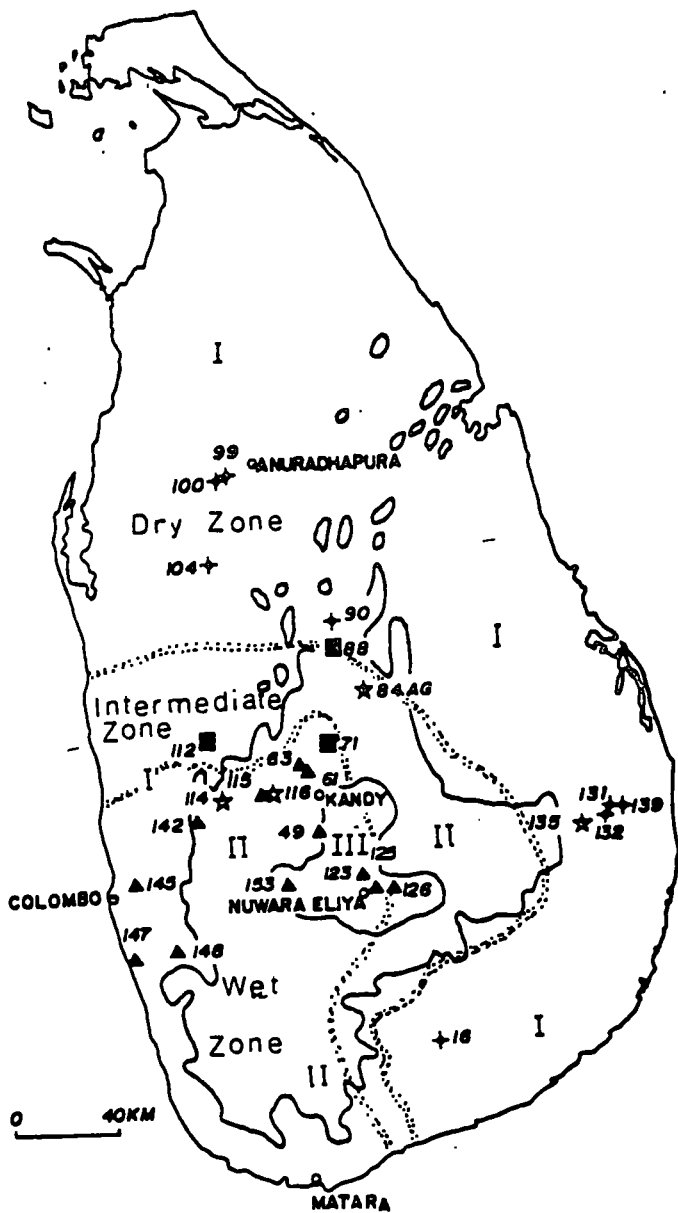 I
99
ANURADHAPURA
100
Dry Zone
104
90
88
I
84 AG
Intermediate
Zone
112
71
63
I
115
61
114
116
KANDY
131
139
142
135
132
49
II
III
II
125
145
153
123
126
COLOMBO
NUWARA ELIYA
147
148
Wet
Zone
16
I
II
0 40KM
MATARA